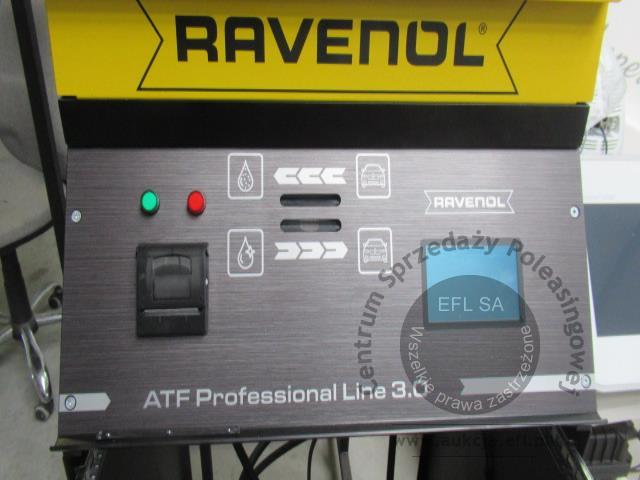 RAVENOL®
RAVENOL
ATF Professional Line 3.0
Centrum Sprzedaży Poleasingowej
EFL SA
Wszelkie prawa zastrzeżone